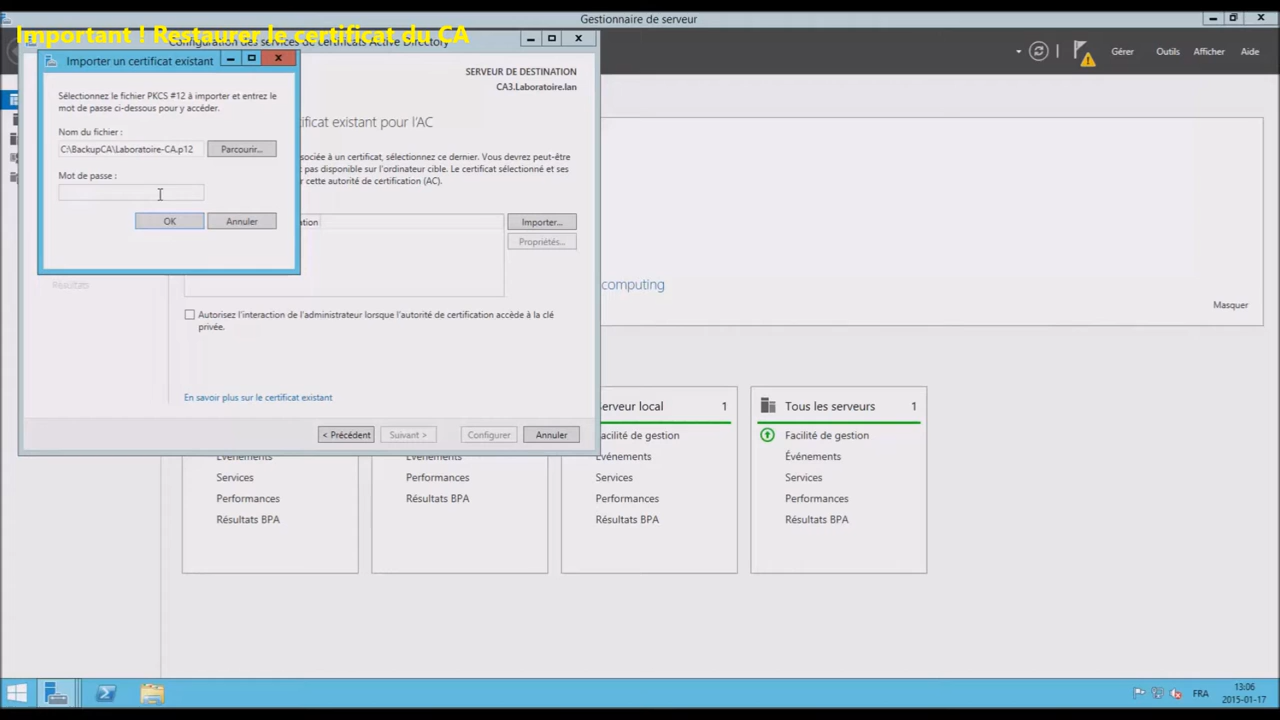 Gestionnaire de serveur
Important ! Restaurer le certificat du CA
Configuration des services de certificats Active Directory
Gérer
Outils
Afficher
Aide
Importer un certificat existant
SERVEUR DE DESTINATION
CA3.Laboratoire.lan
Sélectionnez le fichier PKCS #12 à importer et entrez le
mot de passe ci-dessous pour y accéder.
Nom du fichier :
C:\BackupCA\Laboratoire-CA.p12
Parcourir...
Mot de passe :
OK
Annuler
tificat existant pour l'AC
sociée à un certificat, sélectionnez ce dernier. Vous devrez peut-être
pas disponible sur l'ordinateur cible. Le certificat sélectionné et ses
r cette autorité de certification (AC).
ation
Importer...
Propriétés...
Résultats
computing
Masquer
Autorisez l'interaction de l'administrateur lorsque l'autorité de certification accède à la clé
privée.
En savoir plus sur le certificat existant
< Précédent
Suivant >
Configurer
Annuler
Événements
Services
Performances
Résultats BPA
Événements
Performances
Résultats BPA
serveur local
1
acilité de gestion
Événements
Services
Performances
Résultats BPA
Tous les serveurs
1
Facilité de gestion
Événements
Services
Performances
Résultats BPA
FRA
13:06
2015-01-17